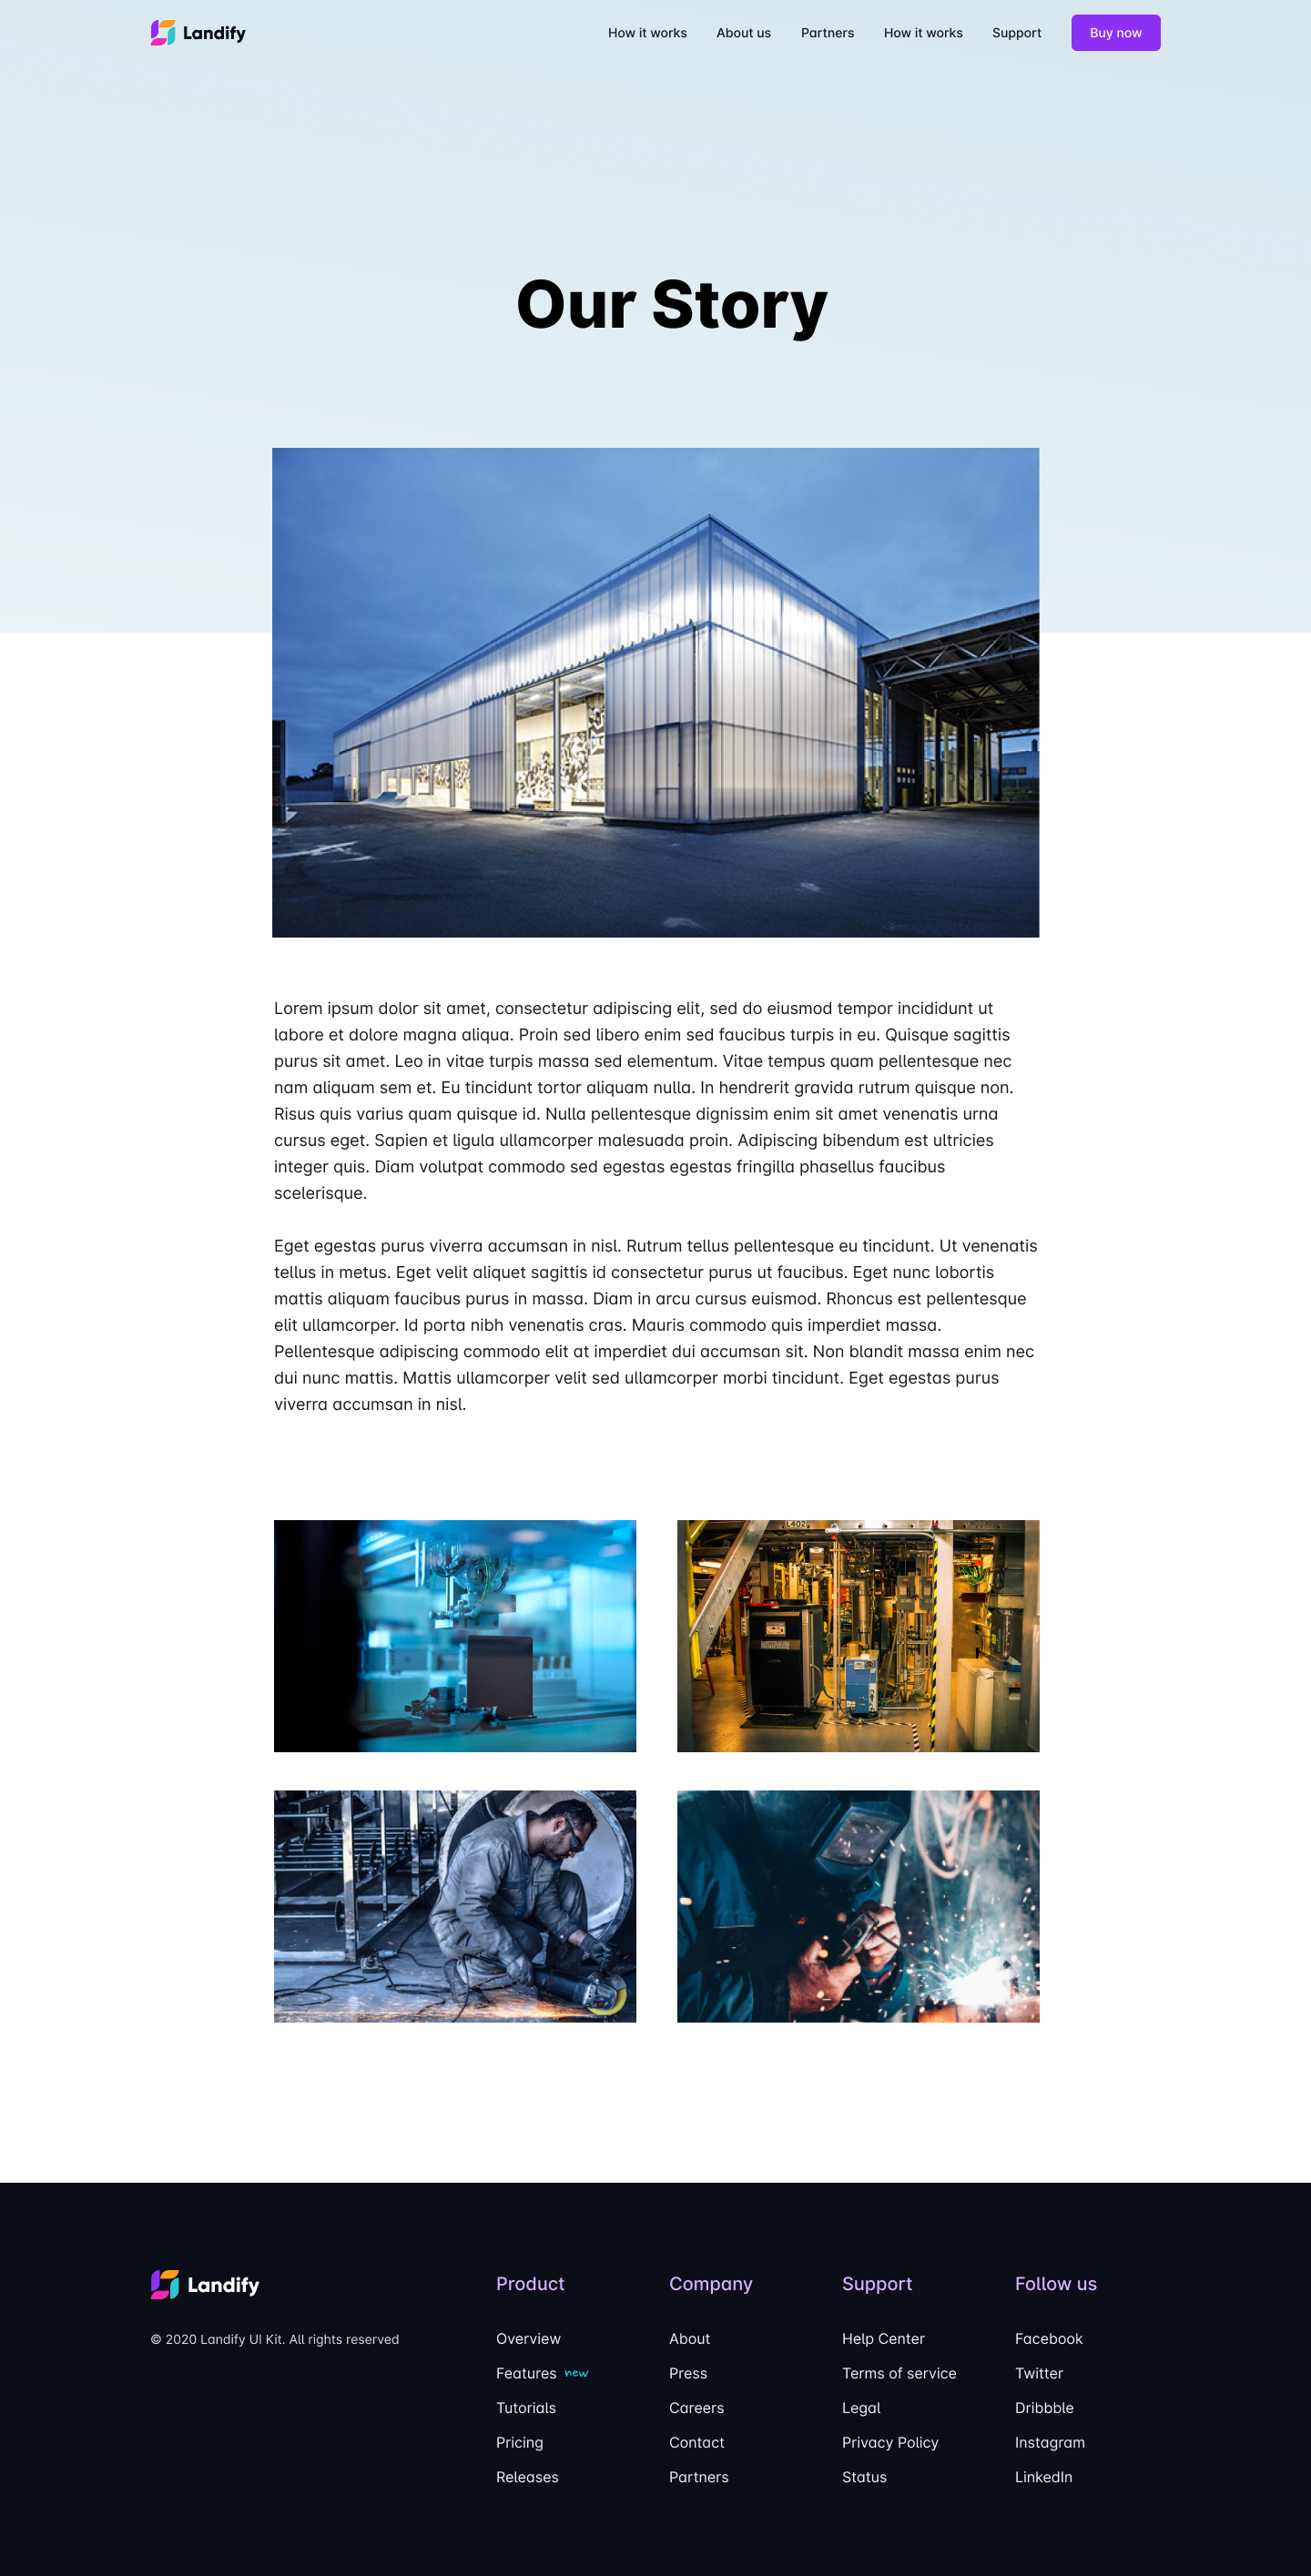 Landify
How it works
About us
Partners
How it works
Support
Buy now
Our Story
Lorem ipsum dolor sit amet, consectetur adipiscing elit, sed do eiusmod tempor incididunt ut
labore et dolore magna aliqua. Proin sed libero enim sed faucibus turpis in eu. Quisque sagittis
purus sit amet. Leo in vitae turpis massa sed elementum. Vitae tempus quam pellentesque nec
nam aliquam sem et. Eu tincidunt tortor aliquam nulla. In hendrerit gravida rutrum quisque non.
Risus quis varius quam quisque id. Nulla pellentesque dignissim enim sit amet venenatis urna
cursus eget. Sapien et ligula ullamcorper malesuada proin. Adipiscing bibendum est ultricies
integer quis. Diam volutpat commodo sed egestas egestas fringilla phasellus faucibus
scelerisque.
Eget egestas purus viverra accumsan in nisl. Rutrum tellus pellentesque eu tincidunt. Ut venenatis
tellus in metus. Eget velit aliquet sagittis id consectetur purus ut faucibus. Eget nunc lobortis
mattis aliquam faucibus purus in massa. Diam in arcu cursus euismod. Rhoncus est pellentesque
elit ullamcorper. Id porta nibh venenatis cras. Mauris commodo quis imperdiet massa.
Pellentesque adipiscing commodo elit at imperdiet dui accumsan sit. Non blandit massa enim nec
dui nunc mattis. Mattis ullamcorper velit sed ullamcorper morbi tincidunt. Eget egestas purus
viverra accumsan in nisl.
L402
Landify
© 2020 Landify UI Kit. All rights reserved
Product
Overview
Features new
Tutorials
Pricing
Releases
Company
About
Press
Careers
Contact
Partners
Support
Help Center
Terms of service
Legal
Privacy Policy
Status
Follow us
Facebook
Twitter
Dribbble
Instagram
LinkedIn